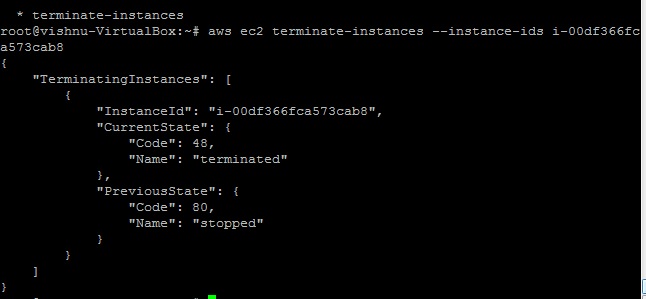 * terminate-instances
root@vishnu-VirtualBox:~# aws ec2 terminate-instances --instance-ids i-00df366fc
a573cab8
{
    "TerminatingInstances": [
        {
            "InstanceId": "i-00df366fca573cab8",
            "CurrentState": {
                "Code": 48,
                "Name": "terminated"
            },
            "PreviousState": {
                "Code": 80,
                "Name": "stopped"
            }
        }
    ]
}